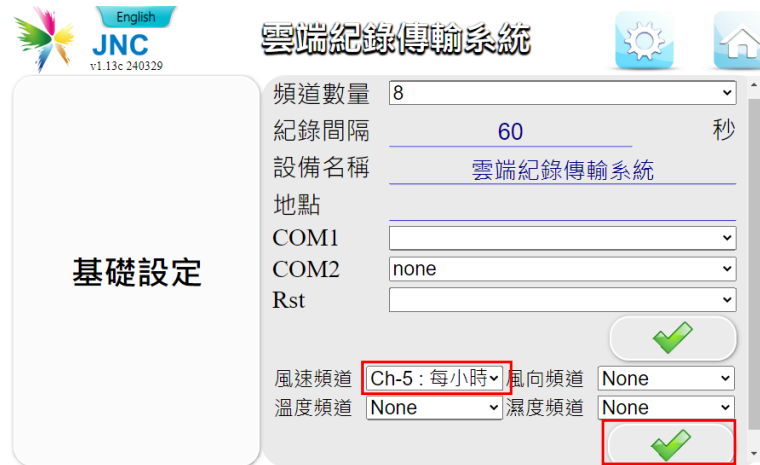 English
JNC
v1.13c 240329
雲端紀錄傳輸系統
基礎設定
頻道數量 8
紀錄間隔 60 秒
設備名稱 雲端紀錄傳輸系統
地點
COM1
COM2 none
Rst
風速頻道 Ch-5 : 每小時 風向頻道 None
溫度頻道 None 濕度頻道 None